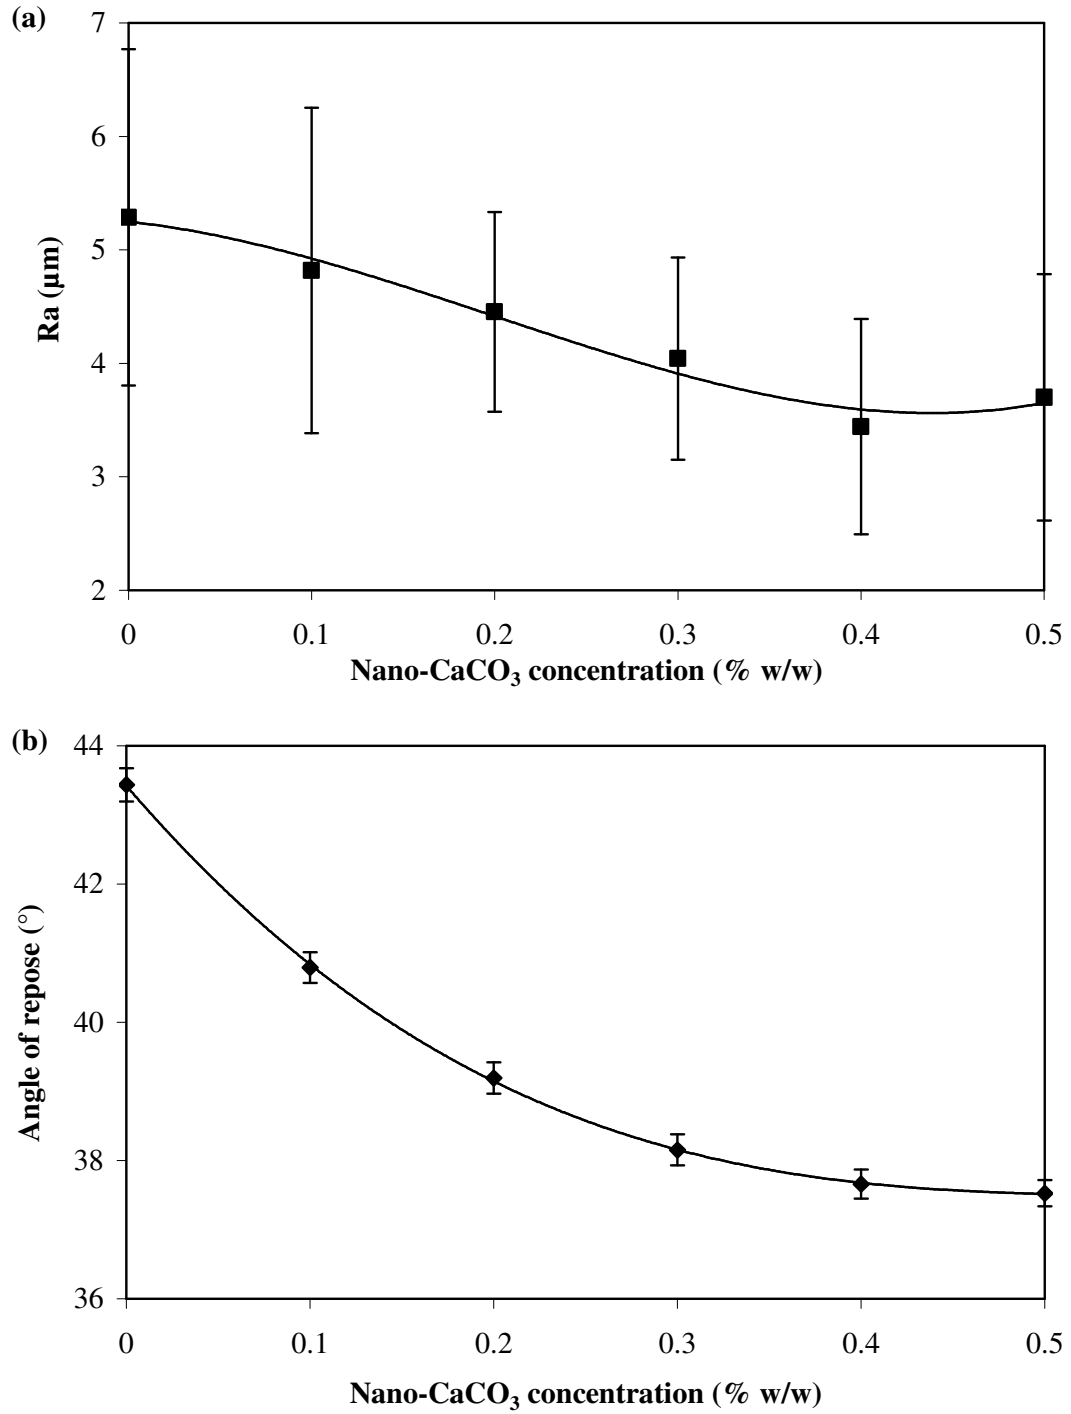 (a)
7
6
5
4
3
2
Ra (µm)
0 0.1 0.2 0.3 0.4 0.5
Nano-CaCO₃ concentration (% w/w)
(b)
44
42
40
38
36
Angle of repose (°)
0 0.1 0.2 0.3 0.4 0.5
Nano-CaCO₃ concentration (% w/w)